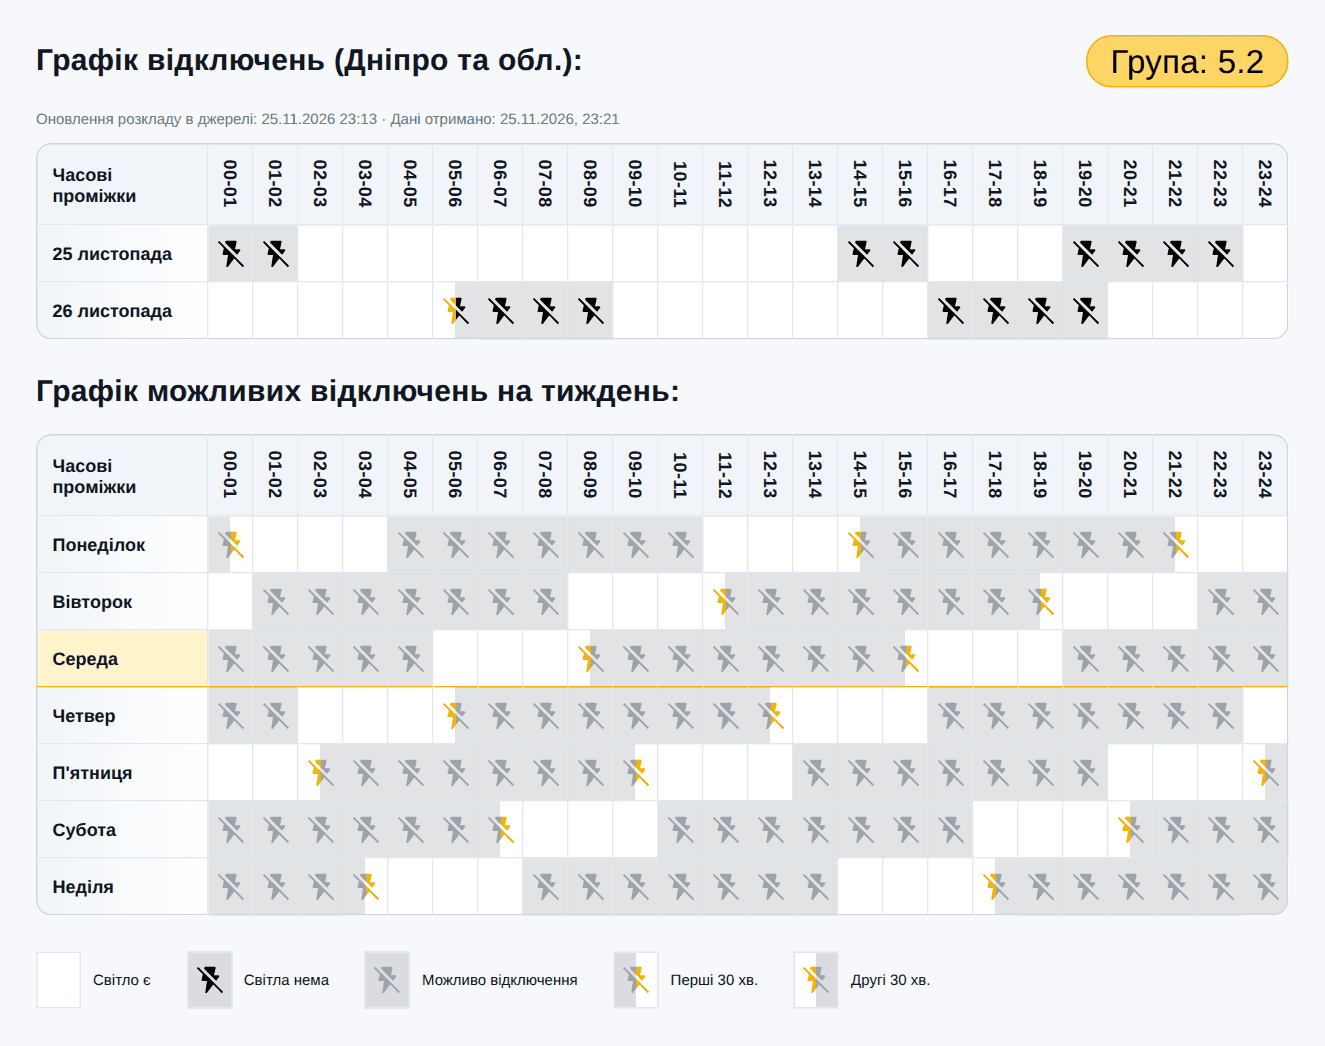 Графік відключень (Дніпро та обл.):
Група: 5.2
Оновлення розкладу в джерелі: 25.11.2026 23:13 · Дані отримано: 25.11.2026, 23:21
Часові проміжки 00-01 01-02 02-03 03-04 04-05 05-06 06-07 07-08 08-09 09-10 10-11 11-12 12-13 13-14 14-15 15-16 16-17 17-18 18-19 19-20 20-21 21-22 22-23 23-24
25 листопада
26 листопада
Графік можливих відключень на тиждень:
Часові проміжки 00-01 01-02 02-03 03-04 04-05 05-06 06-07 07-08 08-09 09-10 10-11 11-12 12-13 13-14 14-15 15-16 16-17 17-18 18-19 19-20 20-21 21-22 22-23 23-24
Понеділок
Вівторок
Середа
Четвер
П'ятниця
Субота
Неділя
Світло є Світла нема Можливо відключення Перші 30 хв. Другі 30 хв.